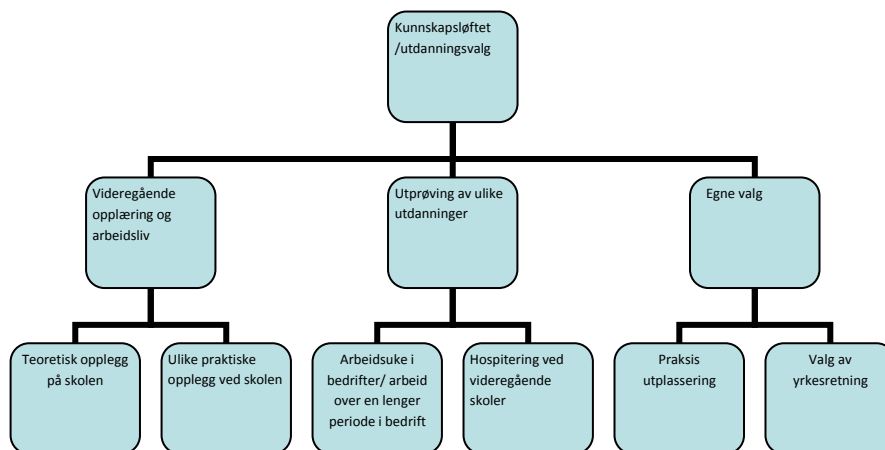 Kunnskapsløftet
/utdanningsvalg
Videregående
opplæring og
arbeidsliv
Utprøving av ulike
utdanninger
Egne valg
Teoretisk opplegg
på skolen
Ulike praktiske
opplegg ved skolen
Arbeidsuke i
bedrifter/ arbeid
over en lenger
periode i bedrift
Hospitering ved
videregående
skoler
Praksis
utplassering
Valg av
yrkesretning